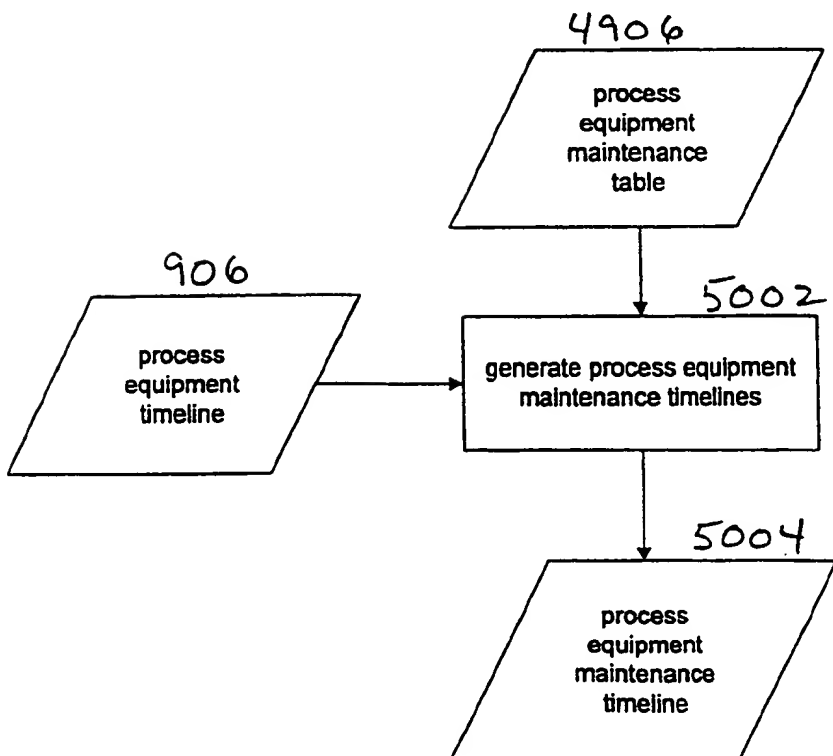 4906
process
equipment
maintenance
table
906
process
equipment
timeline
5002
generate process equipment
maintenance timelines
5004
process
equipment
maintenance
timeline